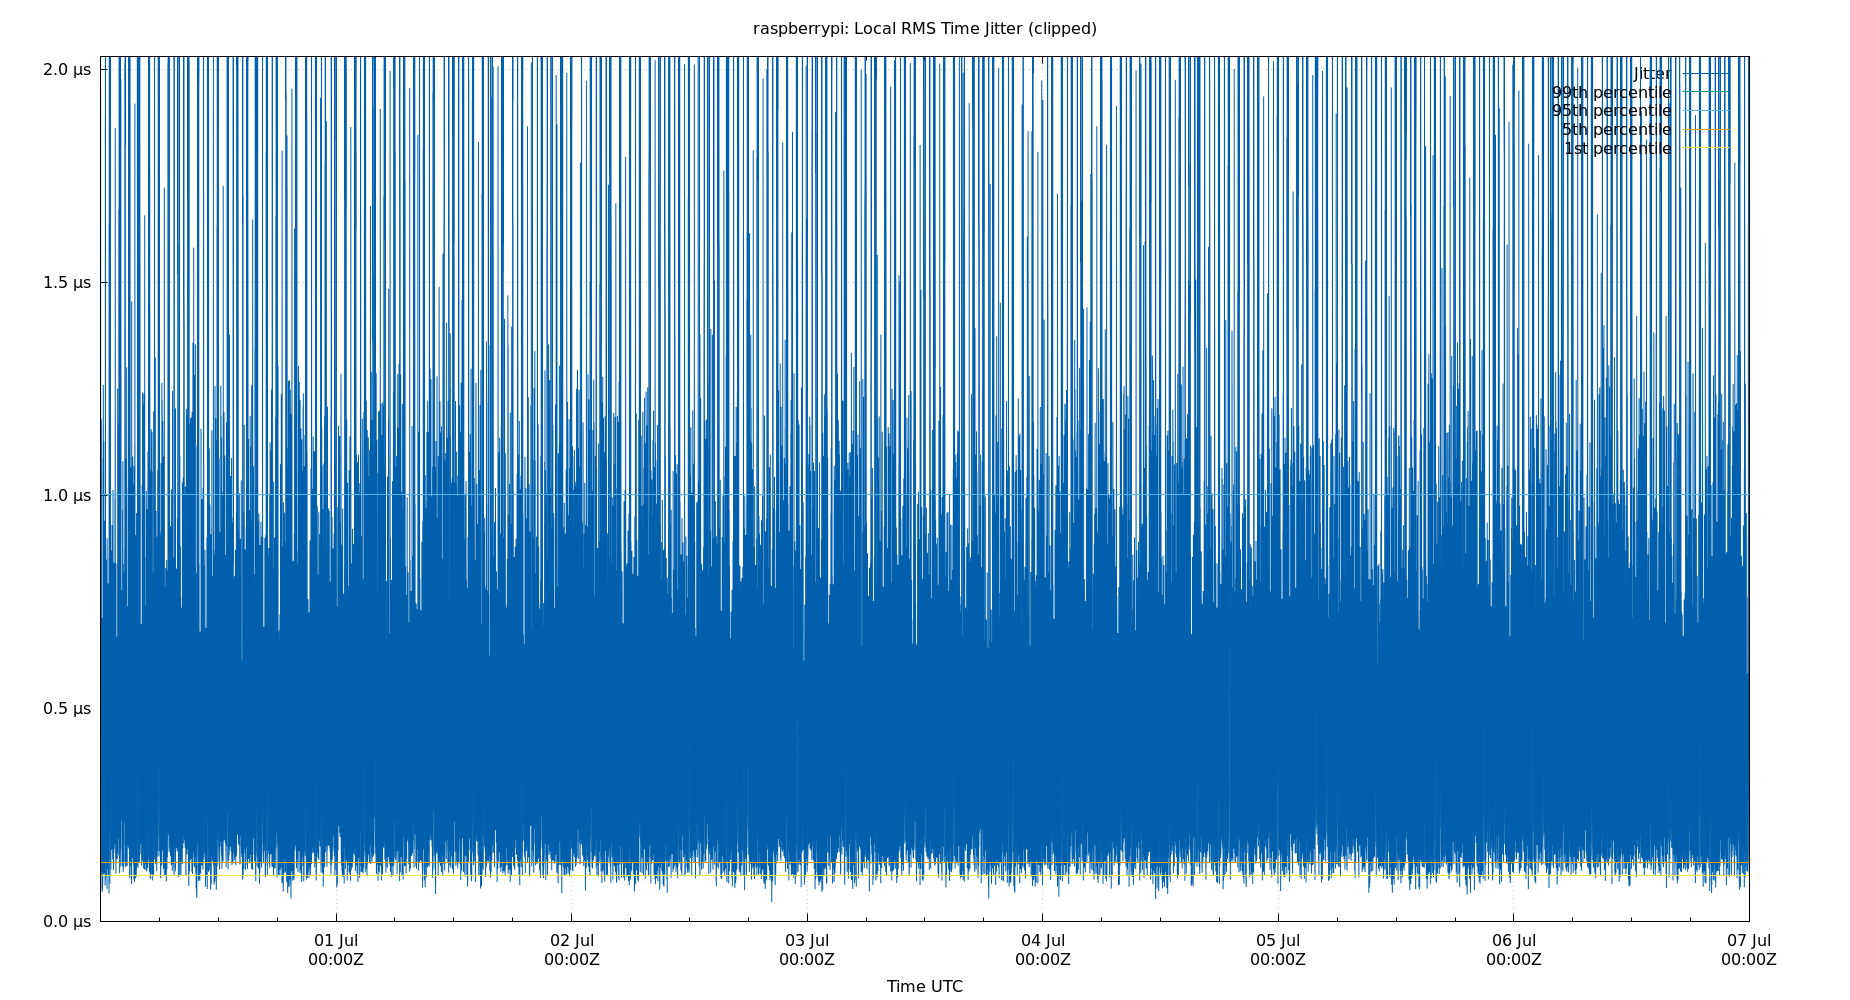 raspberrypi: Local RMS Time Jitter (clipped)
2.0 µs
1.5 µs
1.0 µs
0.5 µs
0.0 µs
Jitter
99th percentile
95th percentile
5th percentile
1st percentile
01 Jul
00:00Z
02 Jul
00:00Z
03 Jul
00:00Z
04 Jul
00:00Z
05 Jul
00:00Z
06 Jul
00:00Z
07 Jul
00:00Z
Time UTC